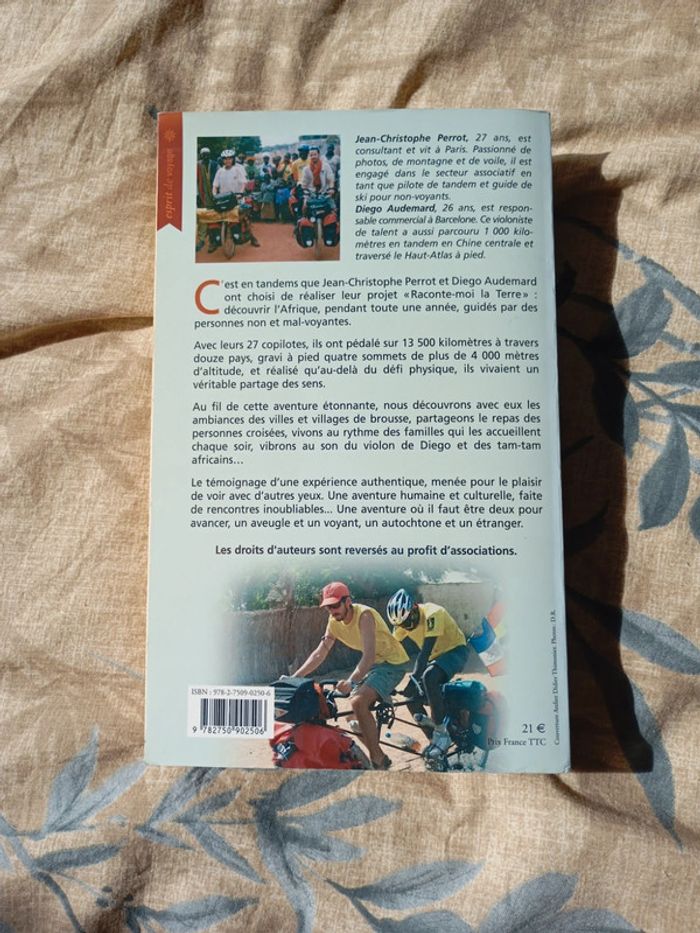 esprit de voyage
Jean-Christophe Perrot, 27 ans, est
consultant et vit à Paris. Passionné de
photos, de montagne et de voile, il est
engagé dans le secteur associatif en
tant que pilote de tandem et guide de
ski pour non-voyants.
Diego Audemard, 26 ans, est respon-
sable commercial à Barcelone. Ce violoniste
de talent a aussi parcouru 1 000 kilo-
mètres en tandem en Chine centrale et
traversé le Haut-Atlas à pied.
C'est en tandems que Jean-Christophe Perrot et Diego Audemard
ont choisi de réaliser leur projet «Raconte-moi la Terre» :
découvrir l'Afrique, pendant toute une année, guidés par des
personnes non et mal-voyantes.
Avec leurs 27 copilotes, ils ont pédalé sur 13 500 kilomètres à travers
douze pays, gravi à pied quatre sommets de plus de 4 000 mètres
d'altitude, et réalisé qu'au-delà du défi physique, ils vivaient un
véritable partage des sens.
Au fil de cette aventure étonnante, nous découvrons avec eux les
ambiances des villes et villages de brousse, partageons le repas des
personnes croisées, vivons au rythme des familles qui les accueillent
chaque soir, vibrons au son du violon de Diego et des tam-tam
africains...
Le témoignage d'une expérience authentique, menée pour le plaisir
de voir avec d'autres yeux. Une aventure humaine et culturelle, faite
de rencontres inoubliables... Une aventure où il faut être deux pour
avancer, un aveugle et un voyant, un autochtone et un étranger.
Les droits d'auteurs sont reversés au profit d'associations.
ISBN : 978-2-7509-0250-6
9 782750 902506
21 €
Prix France TTC
Couverture Atelier Didier Thimonier. Photos : D.R.